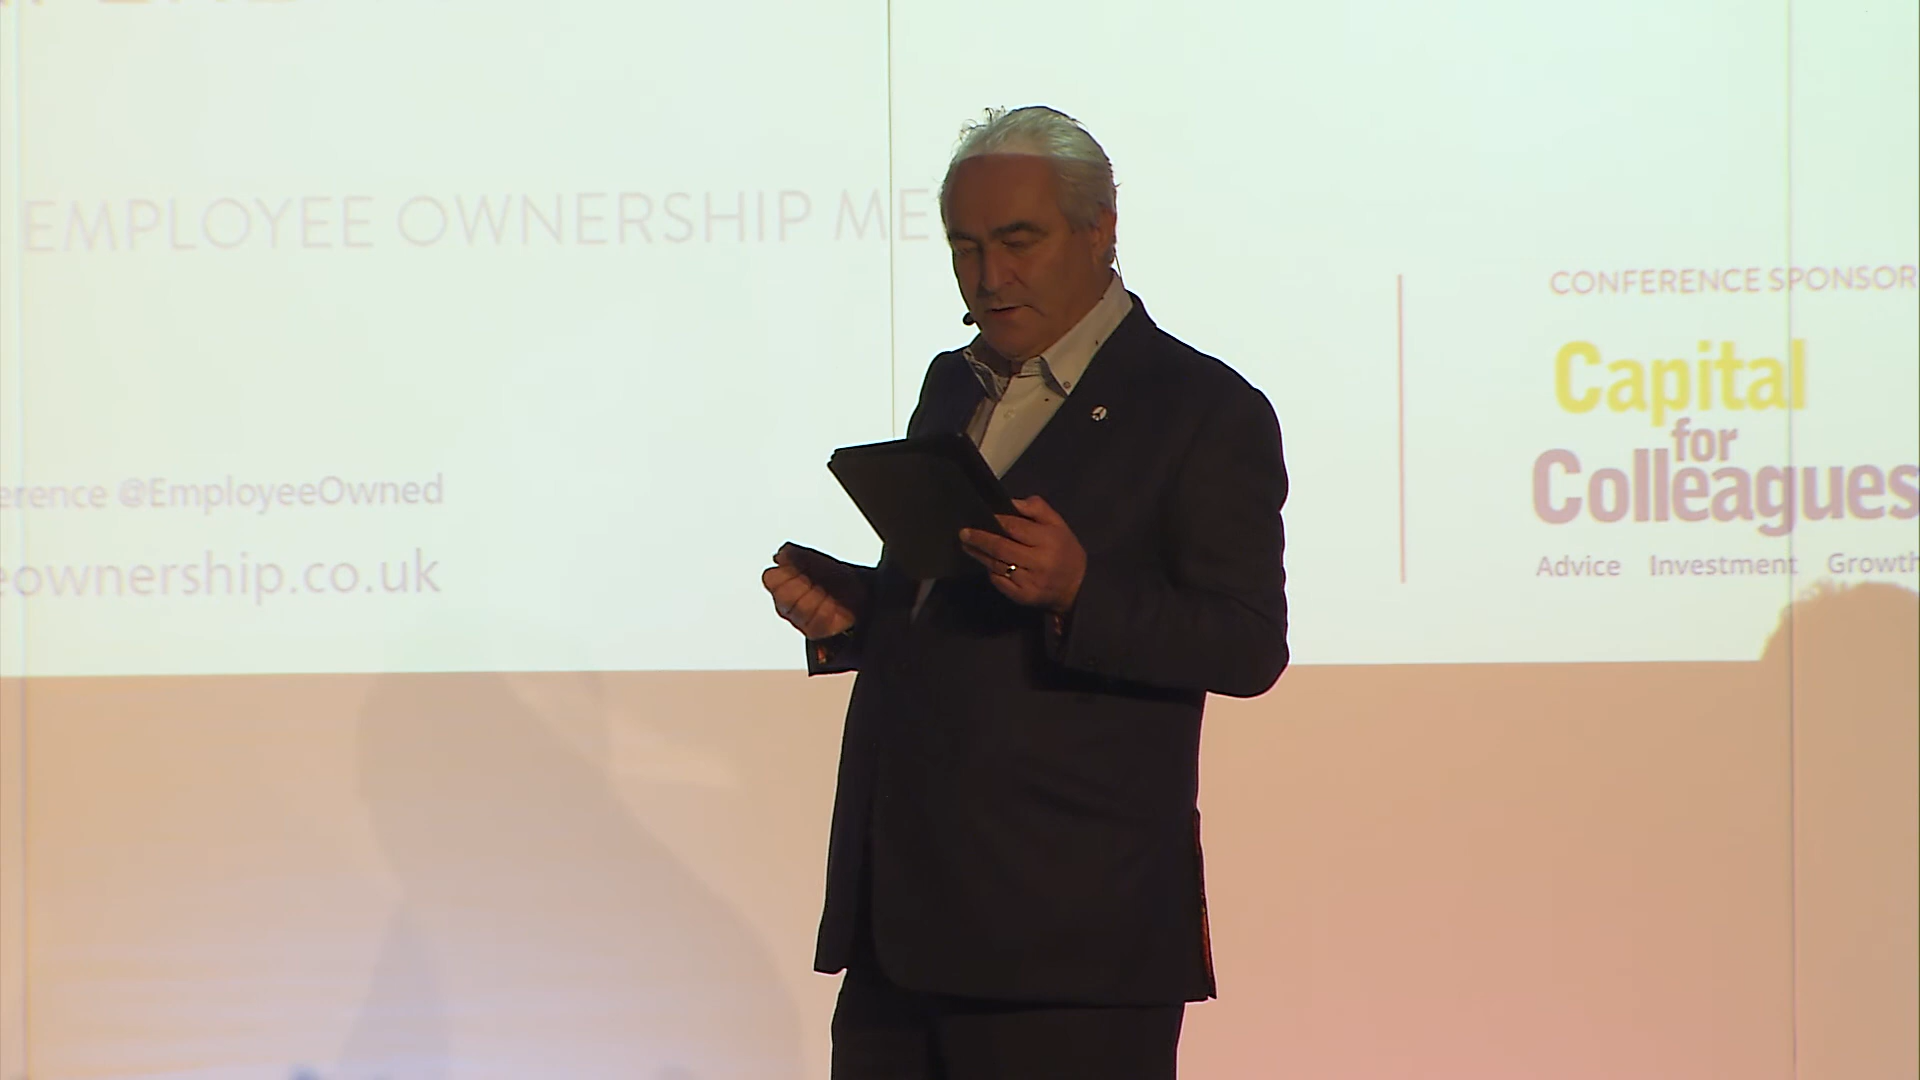 EMPLOYEE OWNERSHIP ME
erence @EmployeeOwned
eownership.co.uk
CONFERENCE SPONSOR
Capital
for
Colleagues
Advice Investment Growth